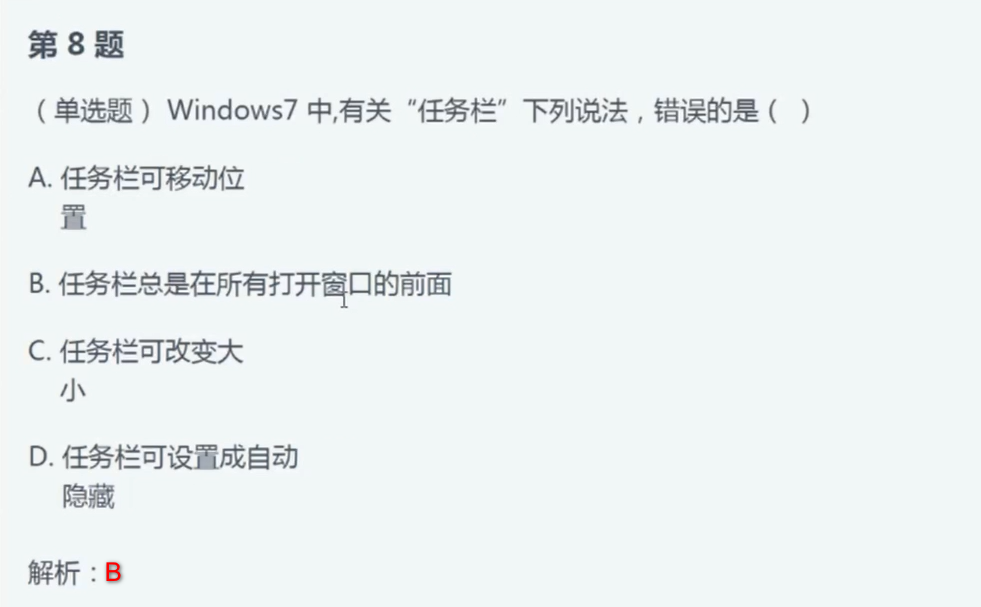 第 8 题
（单选题）Windows7 中,有关“任务栏”下列说法，错误的是（  ）
A. 任务栏可移动位
置
B. 任务栏总是在所有打开窗口的前面
C. 任务栏可改变大
小
D. 任务栏可设置成自动
隐藏
解析：B